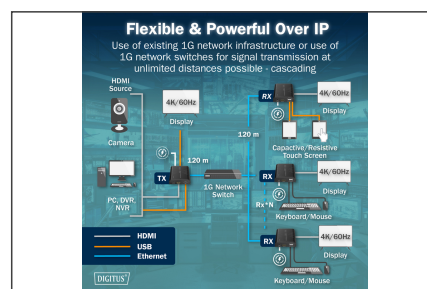 Flexible & Powerful Over IP
Use of existing 1G network infrastructure or use of
1G network switches for signal transmission at
unlimited distances possible - cascading
HDMI
Source
4K/60Hz
Display
Camera
PC, DVR,
NVR
TX
120 m
1G Network
Switch
120 m
RX
4K/60Hz
Display
Capactive/Resistive
Touch Screen
RX
4K/60Hz
Display
Keyboard/Mouse
Rx*N
RX
4K/60Hz
Display
Keyboard/Mouse
HDMI
USB
Ethernet
DIGITUS